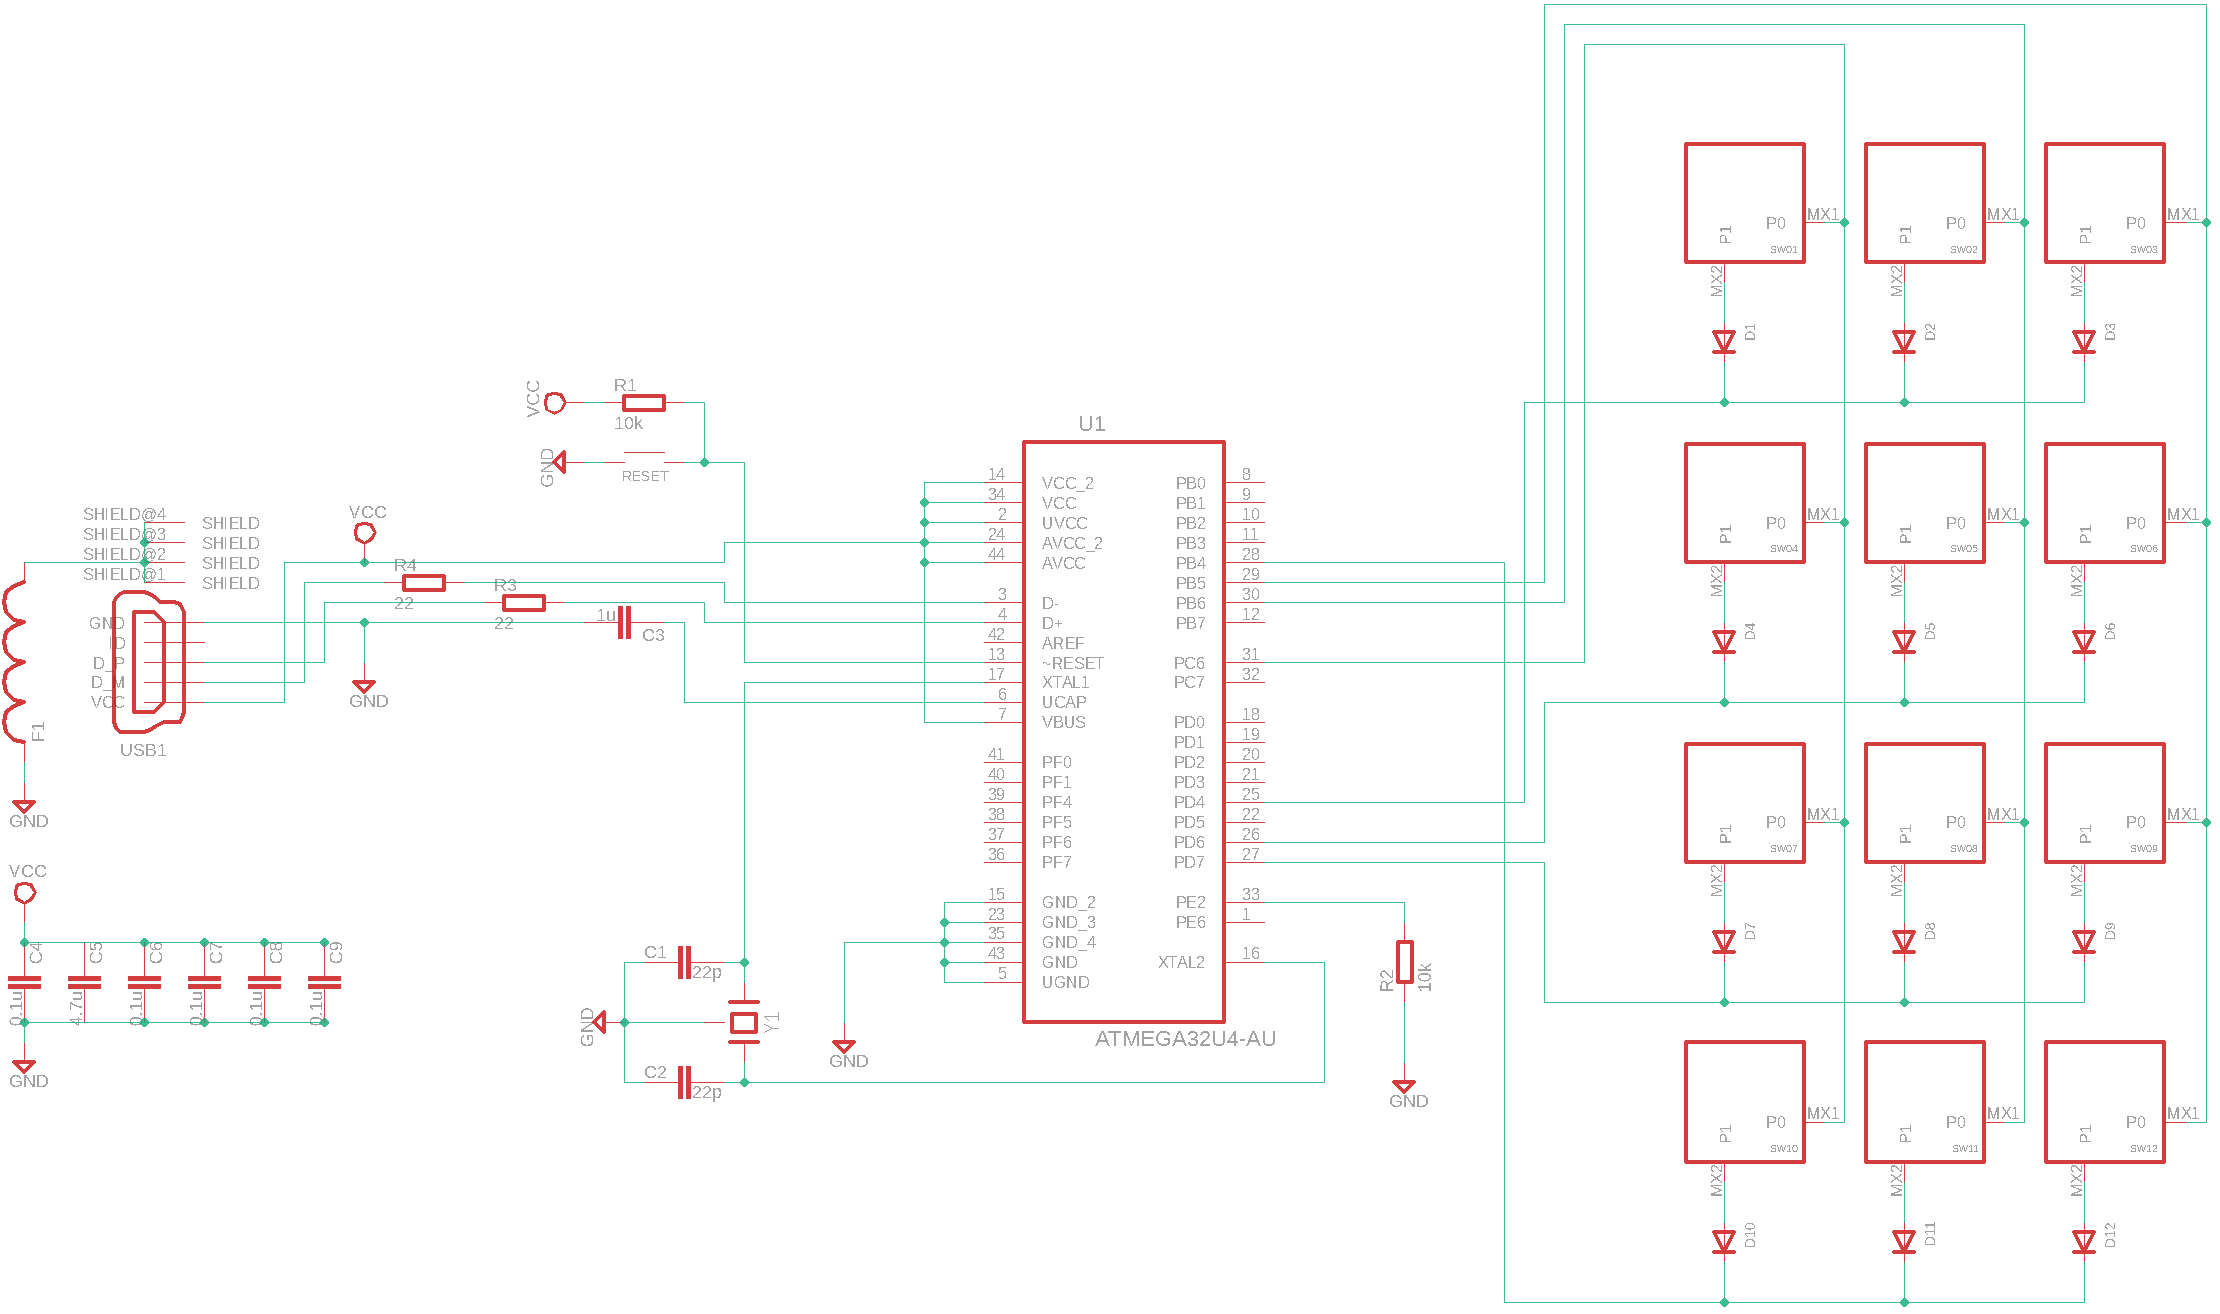 SHIELD@4
SHIELD@3
SHIELD@2
SHIELD@1
SHIELD
SHIELD
SHIELD
SHIELD
GND
ID
D_P
D_M
VCC
USB1
F1
GND
VCC
GND
VCC
R4
22
R3
22
1u
C3
VCC
R1
10k
GND
RESET
VCC
C4
C5
C6
C7
C8
C9
0.1u
4.7u
0.1u
0.1u
0.1u
0.1u
GND
C1
22p
GND
Y1
C2
22p
GND
U1
14
VCC_2
34
VCC
2
UVCC
24
AVCC_2
44
AVCC
3
D-
4
D+
42
AREF
13
~RESET
17
XTAL1
6
UCAP
7
VBUS
41
PF0
40
PF1
39
PF4
38
PF5
37
PF6
36
PF7
15
GND_2
23
GND_3
35
GND_4
43
GND
5
UGND
8
PB0
9
PB1
10
PB2
11
PB3
28
PB4
29
PB5
30
PB6
12
PB7
31
PC6
32
PC7
18
PD0
19
PD1
20
PD2
21
PD3
25
PD4
22
PD5
26
PD6
27
PD7
33
PE2
1
PE6
16
XTAL2
ATMEGA32U4-AU
R2
10k
GND
P1
P0
SW01
MX1
MX2
D1
P1
P0
SW02
MX1
MX2
D2
P1
P0
SW03
MX1
MX2
D3
P1
P0
SW04
MX1
MX2
D4
P1
P0
SW05
MX1
MX2
D5
P1
P0
SW06
MX1
MX2
D6
P1
P0
SW07
MX1
MX2
D7
P1
P0
SW08
MX1
MX2
D8
P1
P0
SW09
MX1
MX2
D9
P1
P0
SW10
MX1
MX2
D10
P1
P0
SW11
MX1
MX2
D11
P1
P0
SW12
MX1
MX2
D12